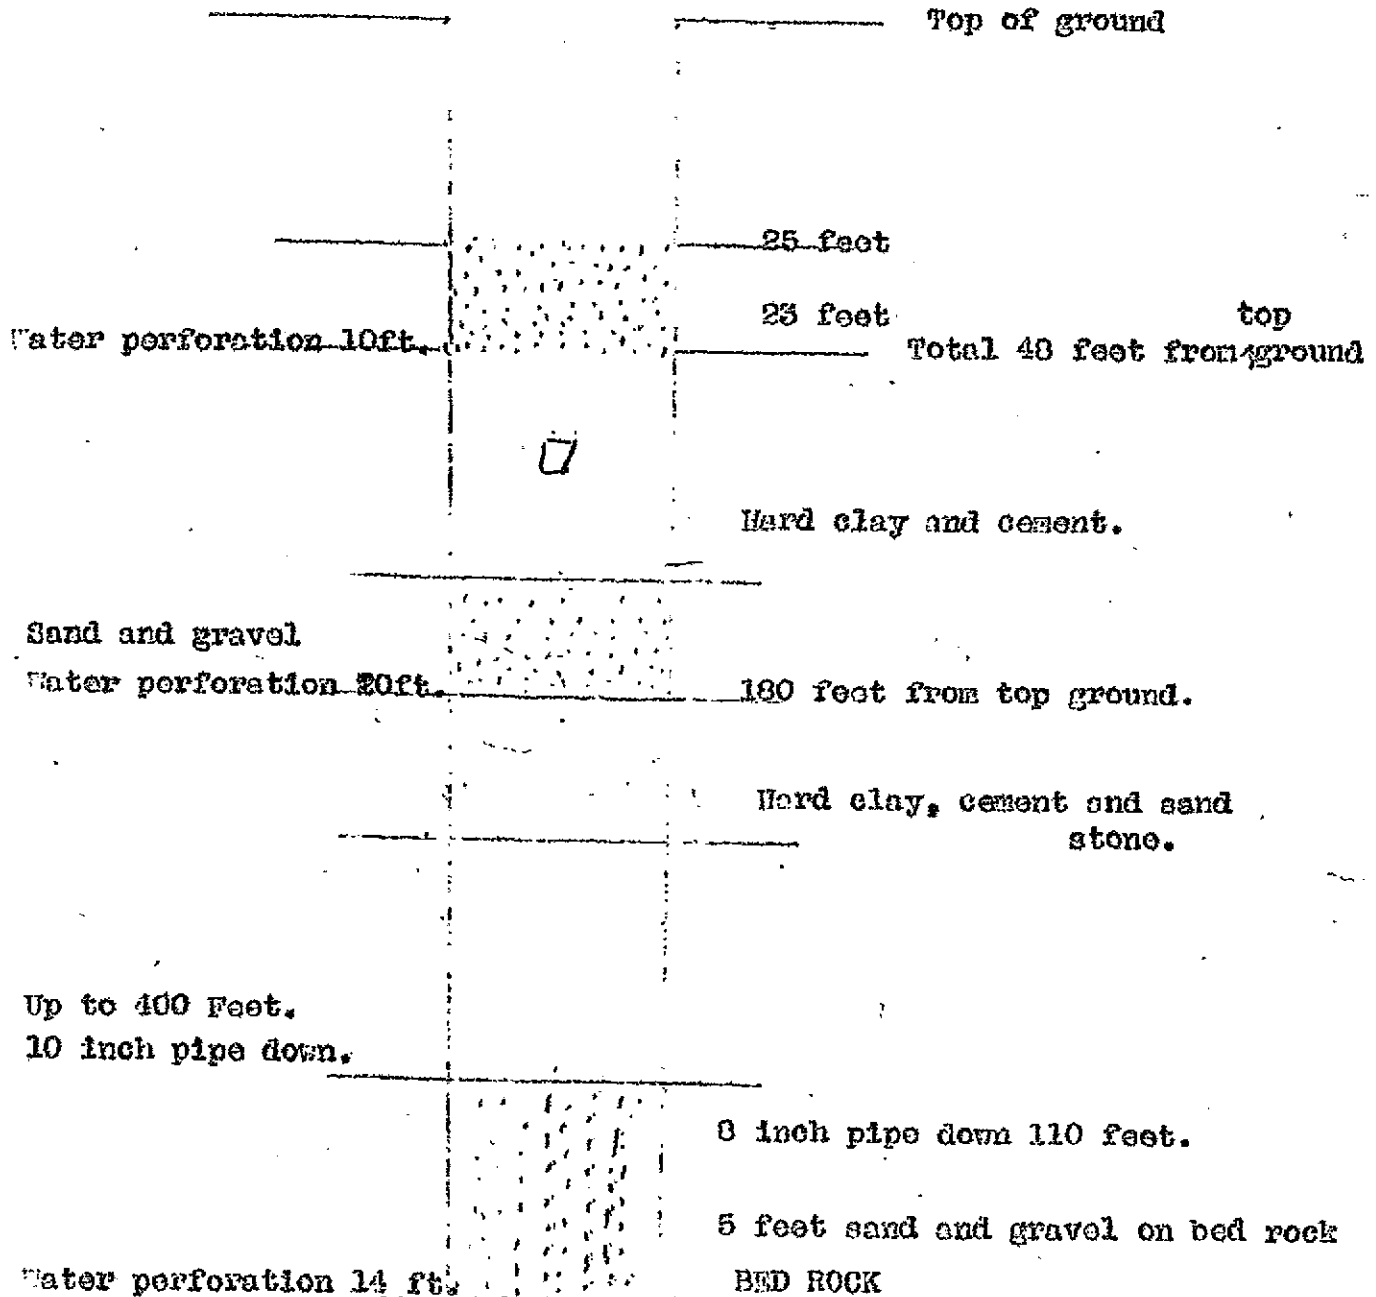 Top of ground
25 feet
23 feet
top
Water perforation 10ft.
Total 48 feet from ground
Hard clay and cement.
Sand and gravel
Water perforation 20ft.
180 feet from top ground.
Hard clay, cement and sand
stone.
Up to 400 Feet.
10 inch pipe down.
8 inch pipe down 110 feet.
5 feet sand and gravel on bed rock
Water perforation 14 ft.
BED ROCK